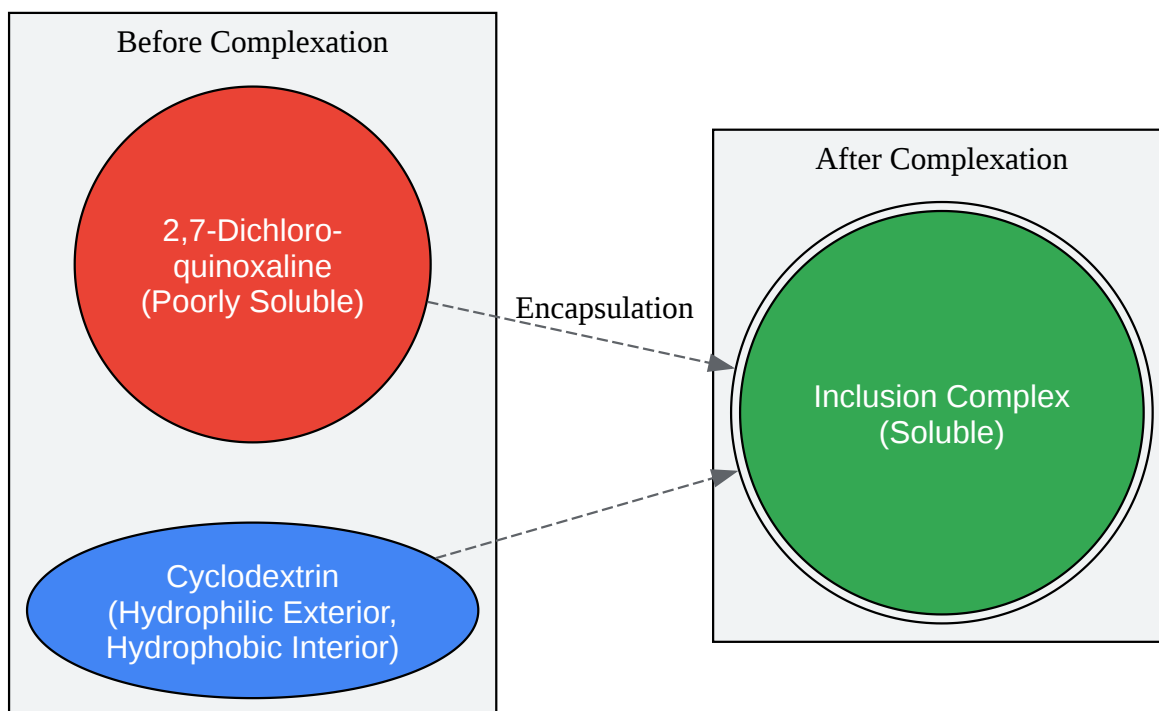 Before Complexation
2,7-Dichloro-
quinoxaline
(Poorly Soluble)
Cyclodextrin
(Hydrophilic Exterior,
Hydrophobic Interior)
Encapsulation
After Complexation
Inclusion Complex
(Soluble)